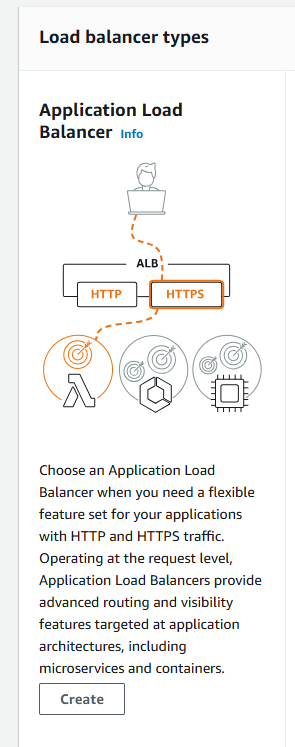 Load balancer types
Application Load
Balancer Info
ALB
HTTP HTTPS
Choose an Application Load
Balancer when you need a flexible
feature set for your applications
with HTTP and HTTPS traffic.
Operating at the request level,
Application Load Balancers provide
advanced routing and visibility
features targeted at application
architectures, including
microservices and containers.
Create